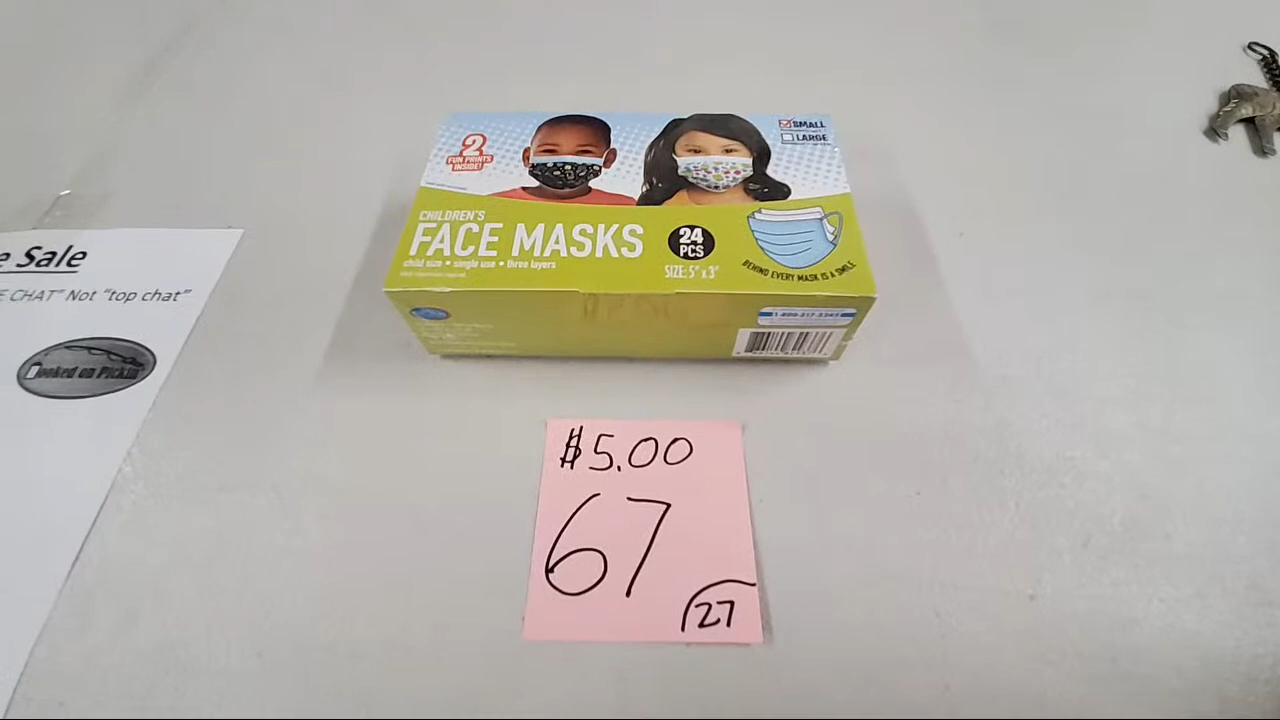 e Sale
E CHAT" Not "top chat"
ooked on Pickin'
2
FUN PRINTS
INSIDE!
SMALL
LARGE
CHILDREN'S
FACE MASKS
child size • single use • three layers
24
PCS
SIZE: 5" x 3"
BEHIND EVERY MASK IS A SMILE
$5.00
67
27